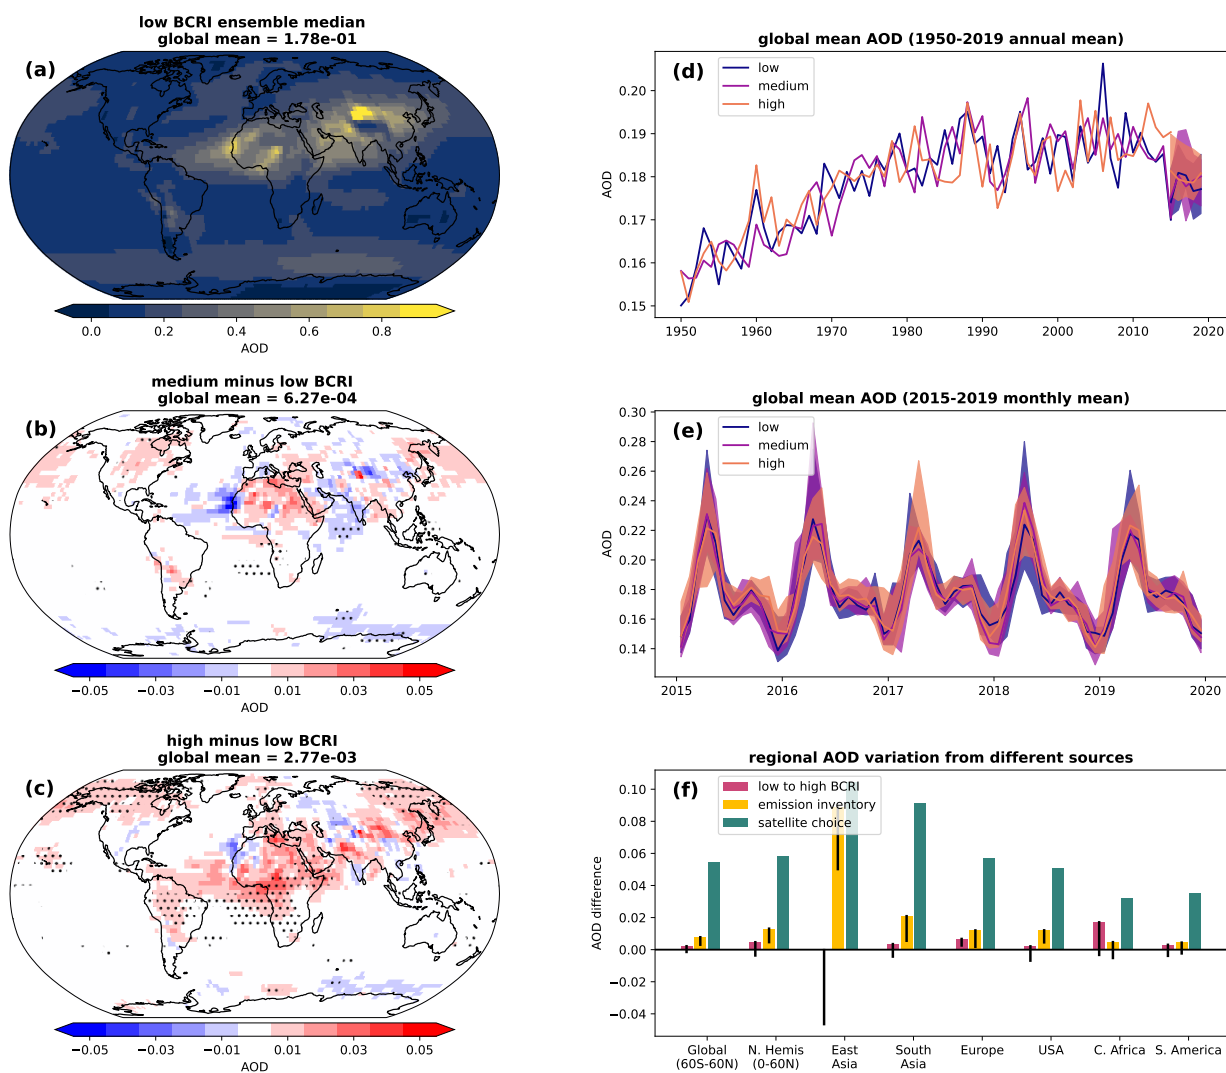 low BCRI ensemble median
global mean = 1.78e-01
(a)
0.0 0.2 0.4 0.6 0.8
AOD
medium minus low BCRI
global mean = 6.27e-04
(b)
−0.05 −0.03 −0.01 0.01 0.03 0.05
AOD
high minus low BCRI
global mean = 2.77e-03
(c)
−0.05 −0.03 −0.01 0.01 0.03 0.05
AOD
global mean AOD (1950-2019 annual mean)
(d)
low
medium
high
AOD
0.20
0.19
0.18
0.17
0.16
0.15
1950 1960 1970 1980 1990 2000 2010 2020
global mean AOD (2015-2019 monthly mean)
(e)
low
medium
high
AOD
0.30
0.28
0.26
0.24
0.22
0.20
0.18
0.16
0.14
2015 2016 2017 2018 2019 2020
regional AOD variation from different sources
(f)
low to high BCRI
emission inventory
satellite choice
AOD difference
0.10
0.08
0.06
0.04
0.02
0.00
−0.02
−0.04
Global (60S-60N)
N. Hemis (0-60N)
East Asia
South Asia
Europe
USA
C. Africa
S. America